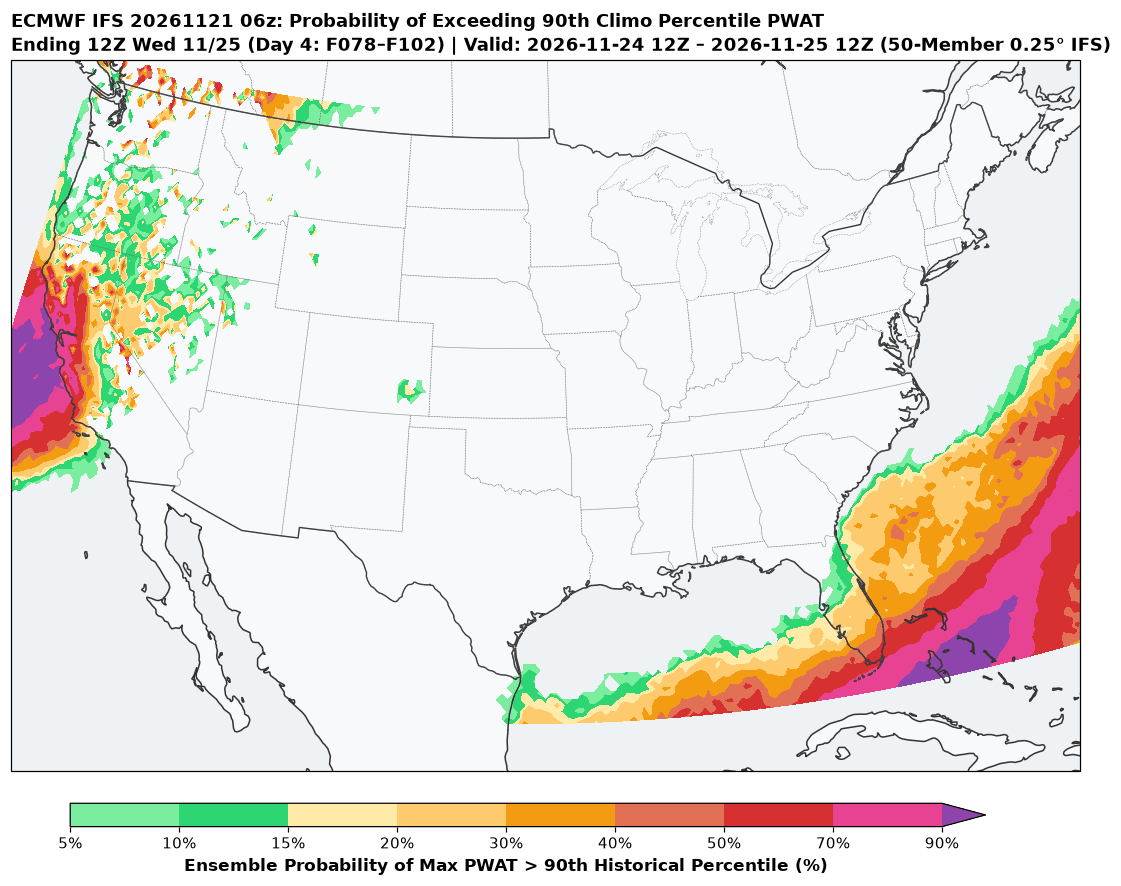 ECMWF IFS 20261121 06z: Probability of Exceeding 90th Climo Percentile PWAT
Ending 12Z Wed 11/25 (Day 4: F078–F102) | Valid: 2026-11-24 12Z – 2026-11-25 12Z (50-Member 0.25° IFS)
5% 10% 15% 20% 30% 40% 50% 70% 90%
Ensemble Probability of Max PWAT > 90th Historical Percentile (%)